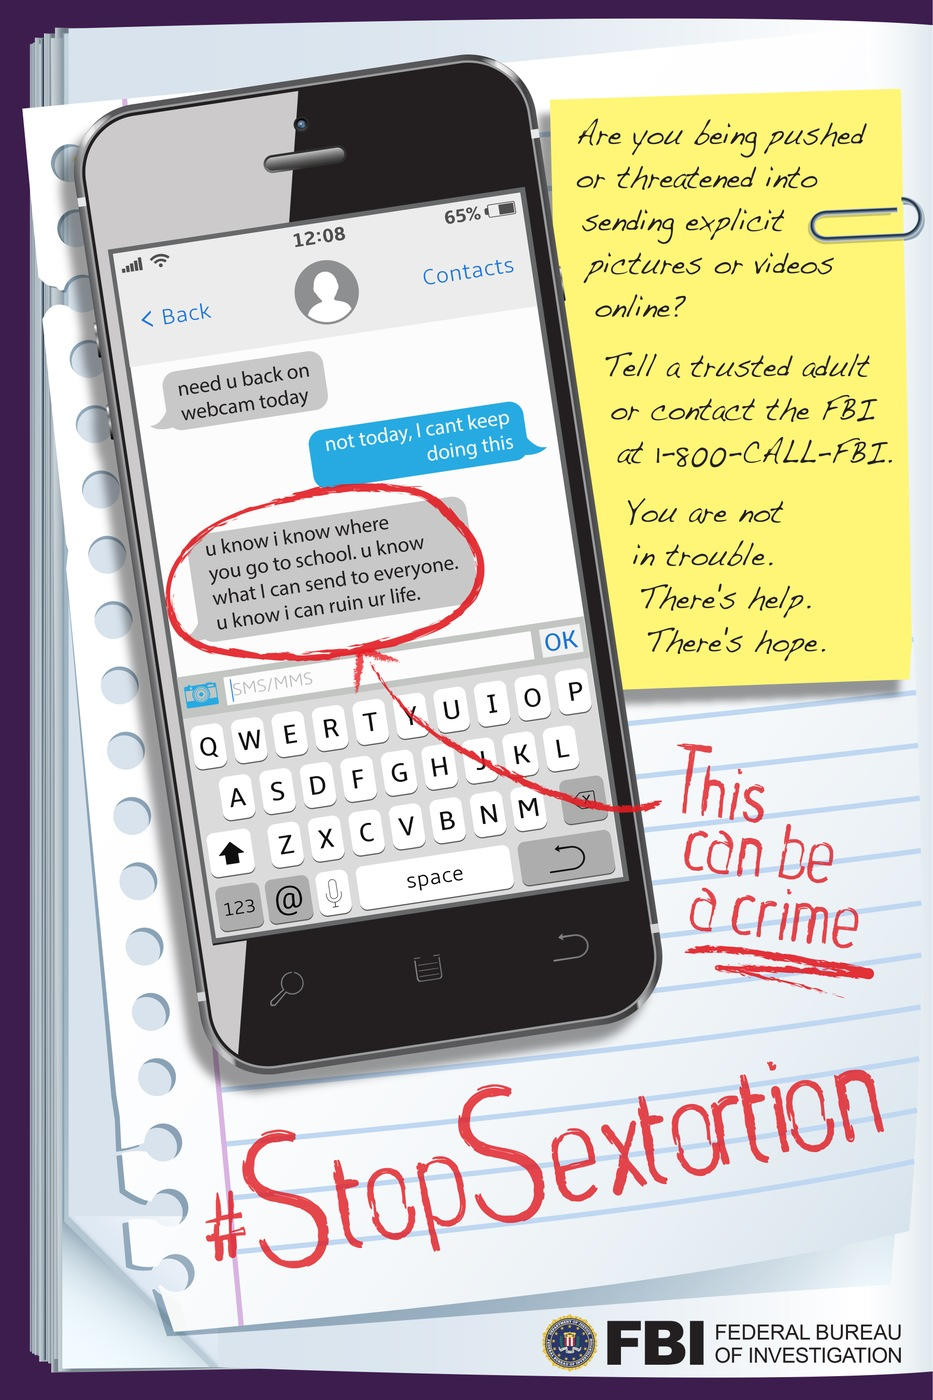 65%
12:08
< Back
Contacts
need u back on
webcam today
not today, I cant keep
doing this
u know i know where
you go to school. u know
what I can send to everyone.
u know i can ruin ur life.
SMS/MMS
OK
Q W E R T Y U I O P
A S D F G H J K L
Z X C V B N M
123 @ space
Are you being pushed
or threatened into
sending explicit
pictures or videos
online?
Tell a trusted adult
or contact the FBI
at 1-800-CALL-FBI.
You are not
in trouble.
There's help.
There's hope.
This
can be
a crime
#StopSextortion
FBI
FEDERAL BUREAU
OF INVESTIGATION